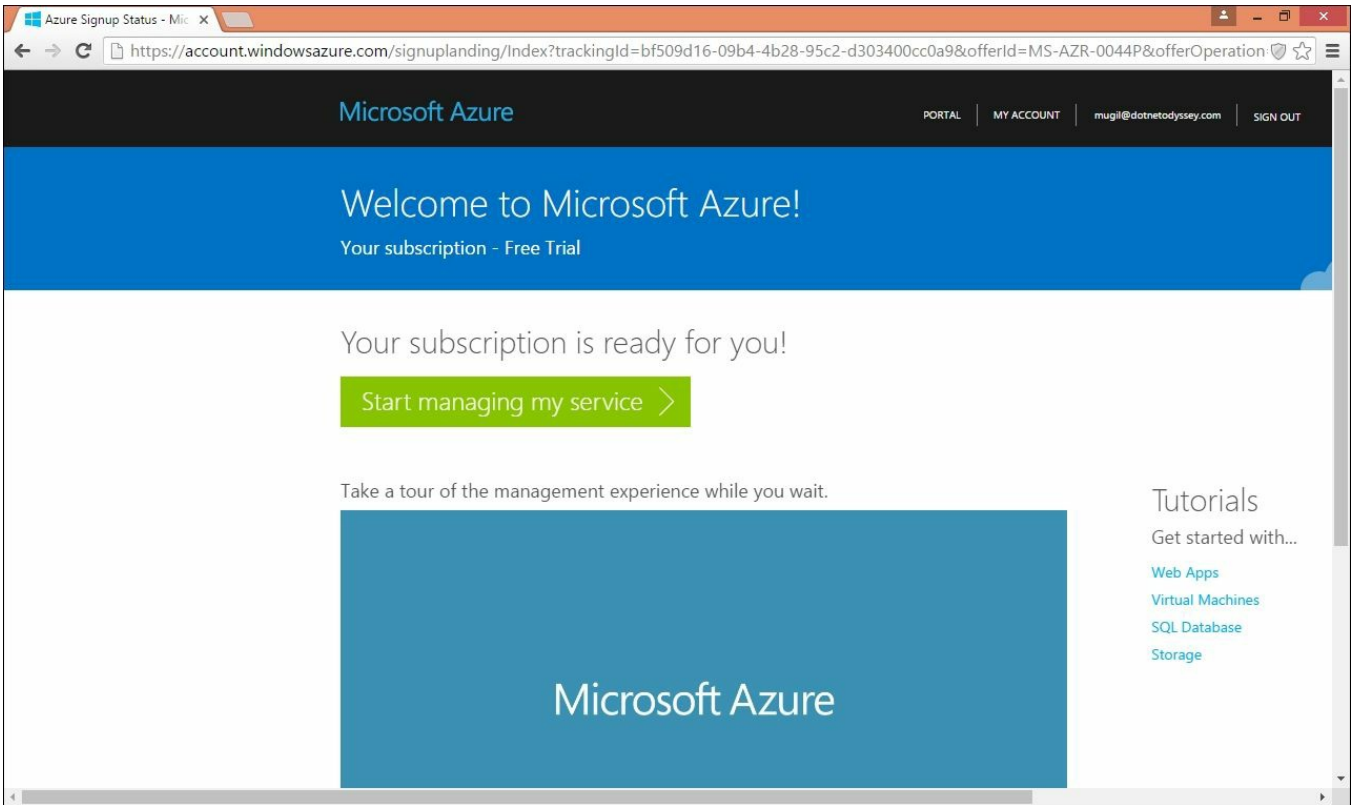 Azure Signup Status - Mic
https://account.windowsazure.com/signuplanding/Index?trackingId=bf509d16-09b4-4b28-95c2-d303400cc0a9&offerId=MS-AZR-0044P&offerOperation
Microsoft Azure
PORTAL
MY ACCOUNT
mugil@dotnetodyssey.com
SIGN OUT
Welcome to Microsoft Azure!
Your subscription - Free Trial
Your subscription is ready for you!
Start managing my service
Take a tour of the management experience while you wait.
Microsoft Azure
Tutorials
Get started with...
Web Apps
Virtual Machines
SQL Database
Storage